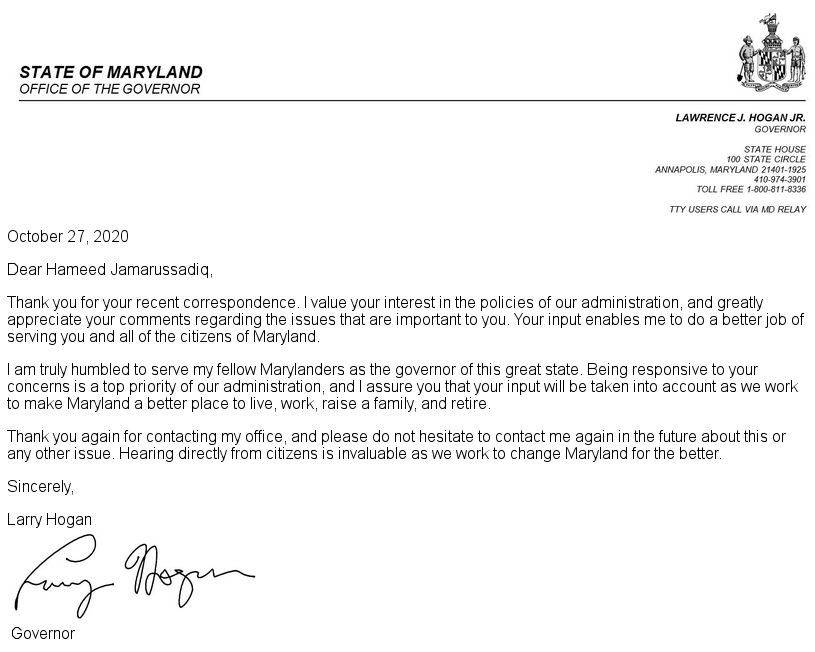 STATE OF MARYLAND
OFFICE OF THE GOVERNOR
LAWRENCE J. HOGAN JR.
GOVERNOR
STATE HOUSE
100 STATE CIRCLE
ANNAPOLIS, MARYLAND 21401-1925
410-974-3901
TOLL FREE 1-800-811-8336
TTY USERS CALL VIA MD RELAY
October 27, 2020
Dear Hameed Jamarussadiq,
Thank you for your recent correspondence. I value your interest in the policies of our administration, and greatly
appreciate your comments regarding the issues that are important to you. Your input enables me to do a better job of
serving you and all of the citizens of Maryland.
I am truly humbled to serve my fellow Marylanders as the governor of this great state. Being responsive to your
concerns is a top priority of our administration, and I assure you that your input will be taken into account as we work
to make Maryland a better place to live, work, raise a family, and retire.
Thank you again for contacting my office, and please do not hesitate to contact me again in the future about this or
any other issue. Hearing directly from citizens is invaluable as we work to change Maryland for the better.
Sincerely,
Larry Hogan
Larry Hogan
Governor